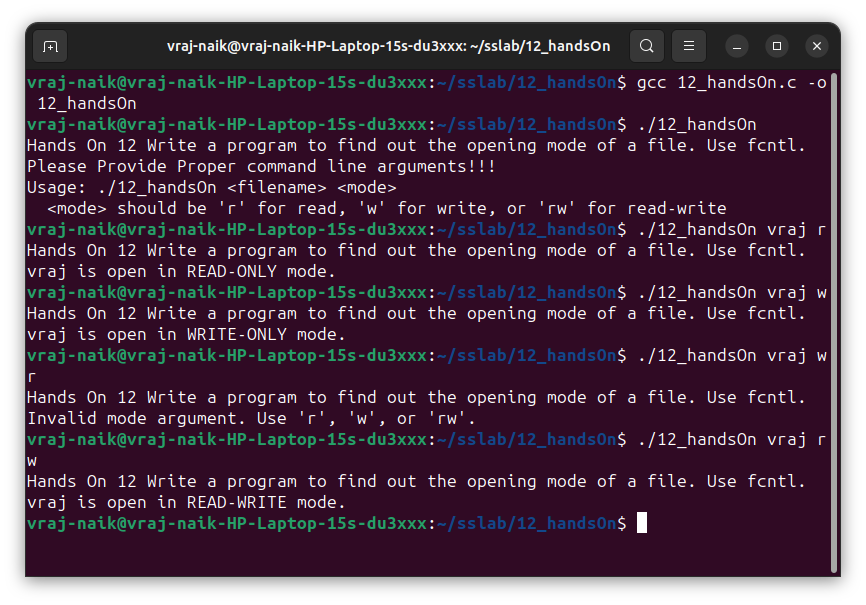 vraj-naik@vraj-naik-HP-Laptop-15s-du3xxx: ~/sslab/12_handsOn
vraj-naik@vraj-naik-HP-Laptop-15s-du3xxx:~/sslab/12_handsOn$ gcc 12_handsOn.c -o
 12_handsOn
vraj-naik@vraj-naik-HP-Laptop-15s-du3xxx:~/sslab/12_handsOn$ ./12_handsOn
Hands On 12 Write a program to find out the opening mode of a file. Use fcntl.
Please Provide Proper command line arguments!!!
Usage: ./12_handsOn <filename> <mode>
  <mode> should be 'r' for read, 'w' for write, or 'rw' for read-write
vraj-naik@vraj-naik-HP-Laptop-15s-du3xxx:~/sslab/12_handsOn$ ./12_handsOn vraj r
Hands On 12 Write a program to find out the opening mode of a file. Use fcntl.
vraj is open in READ-ONLY mode.
vraj-naik@vraj-naik-HP-Laptop-15s-du3xxx:~/sslab/12_handsOn$ ./12_handsOn vraj w
Hands On 12 Write a program to find out the opening mode of a file. Use fcntl.
vraj is open in WRITE-ONLY mode.
vraj-naik@vraj-naik-HP-Laptop-15s-du3xxx:~/sslab/12_handsOn$ ./12_handsOn vraj w
r
Hands On 12 Write a program to find out the opening mode of a file. Use fcntl.
Invalid mode argument. Use 'r', 'w', or 'rw'.
vraj-naik@vraj-naik-HP-Laptop-15s-du3xxx:~/sslab/12_handsOn$ ./12_handsOn vraj r
w
Hands On 12 Write a program to find out the opening mode of a file. Use fcntl.
vraj is open in READ-WRITE mode.
vraj-naik@vraj-naik-HP-Laptop-15s-du3xxx:~/sslab/12_handsOn$